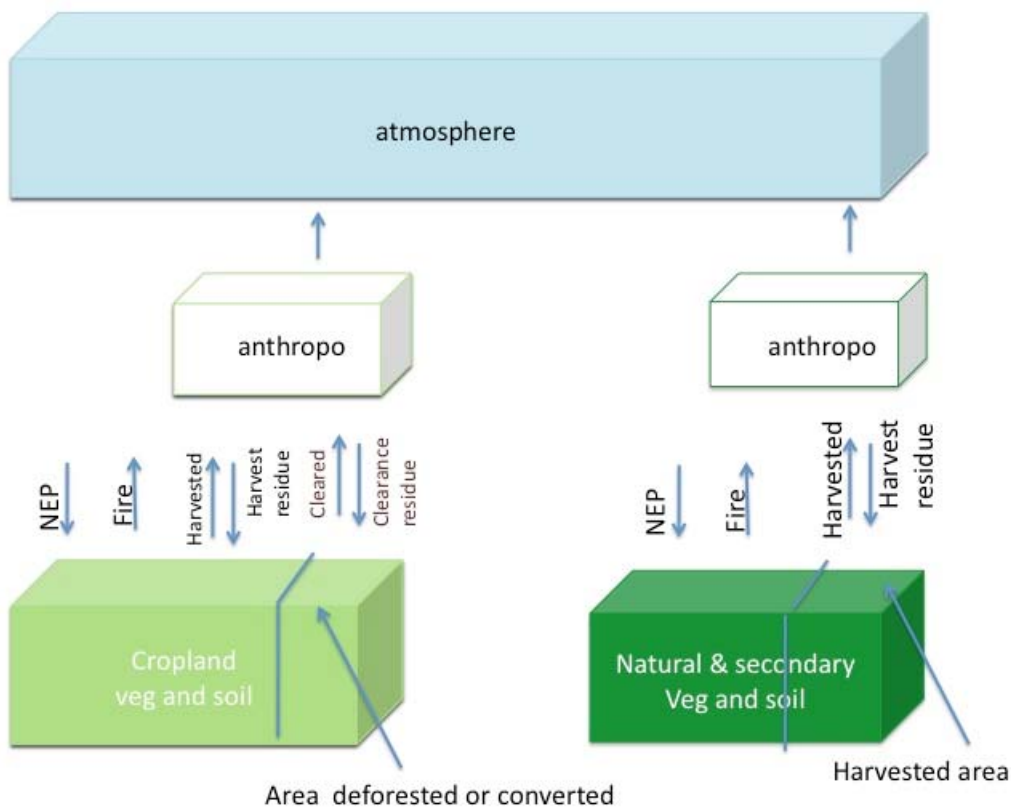 atmosphere
anthropo
anthropo
NEP
Fire
Harvested
Harvest
residue
Cleared
Clearance
residue
NEP
Fire
Harvested
Harvest
residue
Cropland
veg and soil
Natural & secondary
Veg and soil
Area deforested or converted
Harvested area